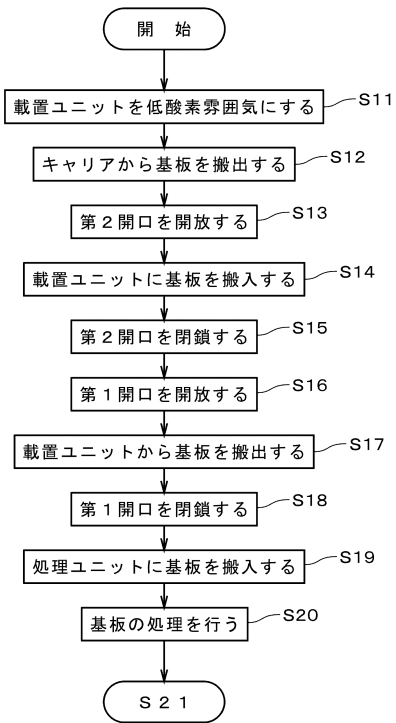 開　始
載置ユニットを低酸素雰囲気にする S11
キャリアから基板を搬出する S12
第２開口を開放する S13
載置ユニットに基板を搬入する S14
第２開口を閉鎖する S15
第１開口を開放する S16
載置ユニットから基板を搬出する S17
第１開口を閉鎖する S18
処理ユニットに基板を搬入する S19
基板の処理を行う S20
Ｓ２１